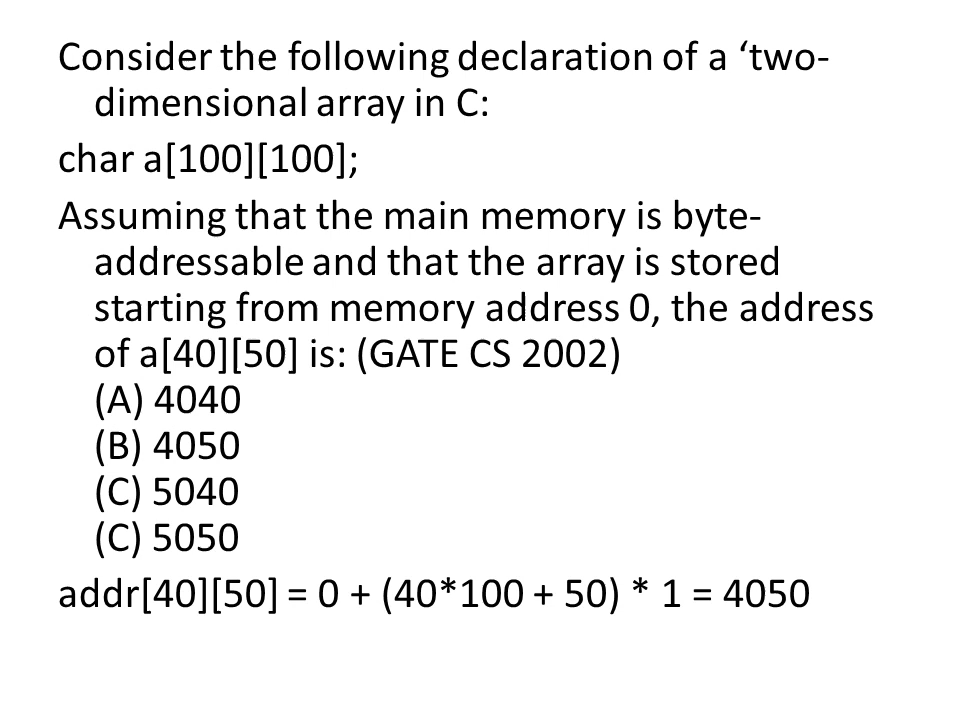 Consider the following declaration of a ‘two-
dimensional array in C:
char a[100][100];
Assuming that the main memory is byte-
addressable and that the array is stored
starting from memory address 0, the address
of a[40][50] is: (GATE CS 2002)
(A) 4040
(B) 4050
(C) 5040
(C) 5050
addr[40][50] = 0 + (40*100 + 50) * 1 = 4050